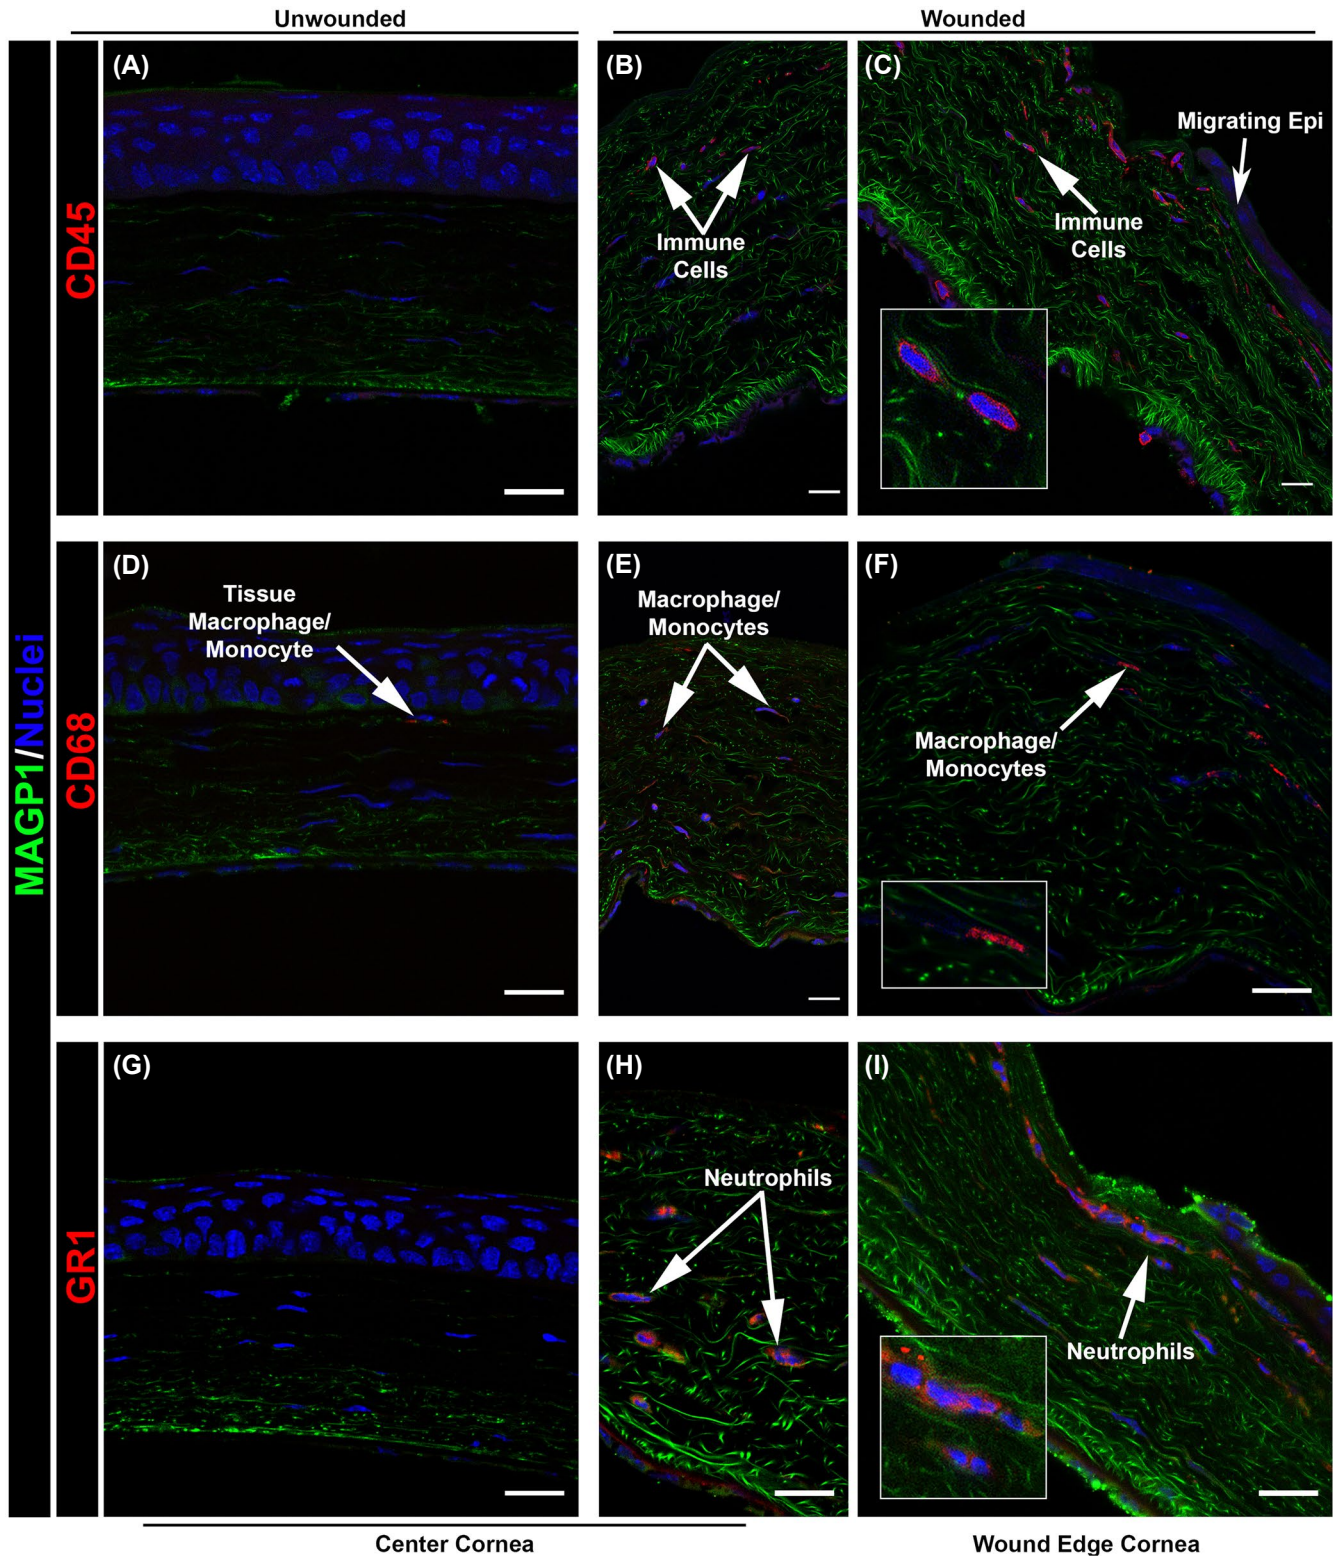 Unwounded
Wounded
MAGP1/Nuclei
CD45
(A)
(B)
Immune
Cells
(C)
Migrating Epi
Immune
Cells
CD68
(D)
Tissue
Macrophage/
Monocyte
(E)
Macrophage/
Monocytes
(F)
Macrophage/
Monocytes
GR1
(G)
(H)
Neutrophils
(I)
Neutrophils
Center Cornea
Wound Edge Cornea